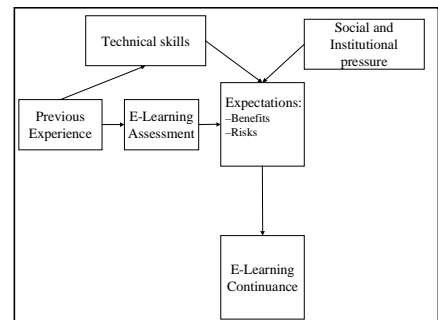 Technical skills
Social and
Institutional
pressure
Previous
Experience
E-Learning
Assessment
Expectations:
–Benefits
–Risks
E-Learning
Continuance